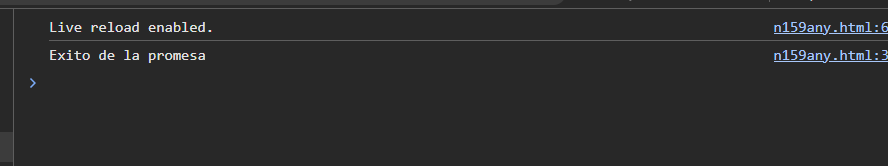 Live reload enabled. n159any.html:6
Exito de la promesa n159any.html:3